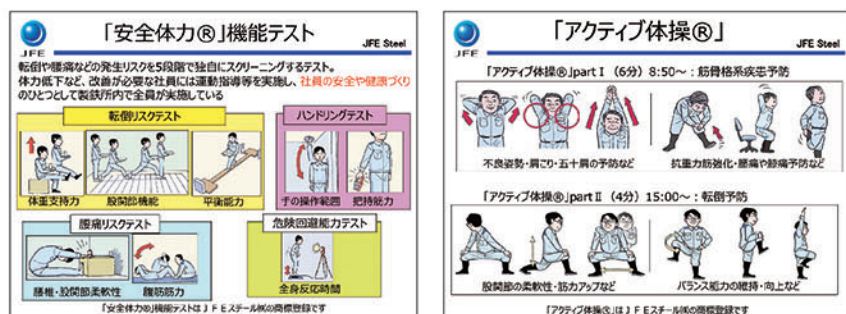 「安全体力®」機能テスト
JFE
JFE Steel
転倒や腰痛などの発生リスクを5段階で独自にスクリーニングするテスト。
体力低下など、改善が必要な社員には運動指導等を実施し、社員の安全や健康づくり
のひとつとして製鉄所内で全員が実施している
転倒リスクテスト
体重支持力
股関節機能
平衡能力
ハンドリングテスト
手の操作範囲
把持筋力
腰痛リスクテスト
腰椎・股関節柔軟性
腹筋筋力
危険回避能力テスト
全身反応時間
「安全体力®」機能テストはJFEスチール㈱の商標登録です
「アクティブ体操®」
JFE
JFE Steel
「アクティブ体操®」part I (6分) 8:50~:筋骨格系疾患予防
不良姿勢・肩こり・五十肩の予防など
抗重力筋強化・腰痛や膝痛予防など
「アクティブ体操®」part II (4分) 15:00~:転倒予防
股関節の柔軟性・筋力アップなど
バランス能力の維持・向上など
「アクティブ体操®」はJFEスチール㈱の商標登録です